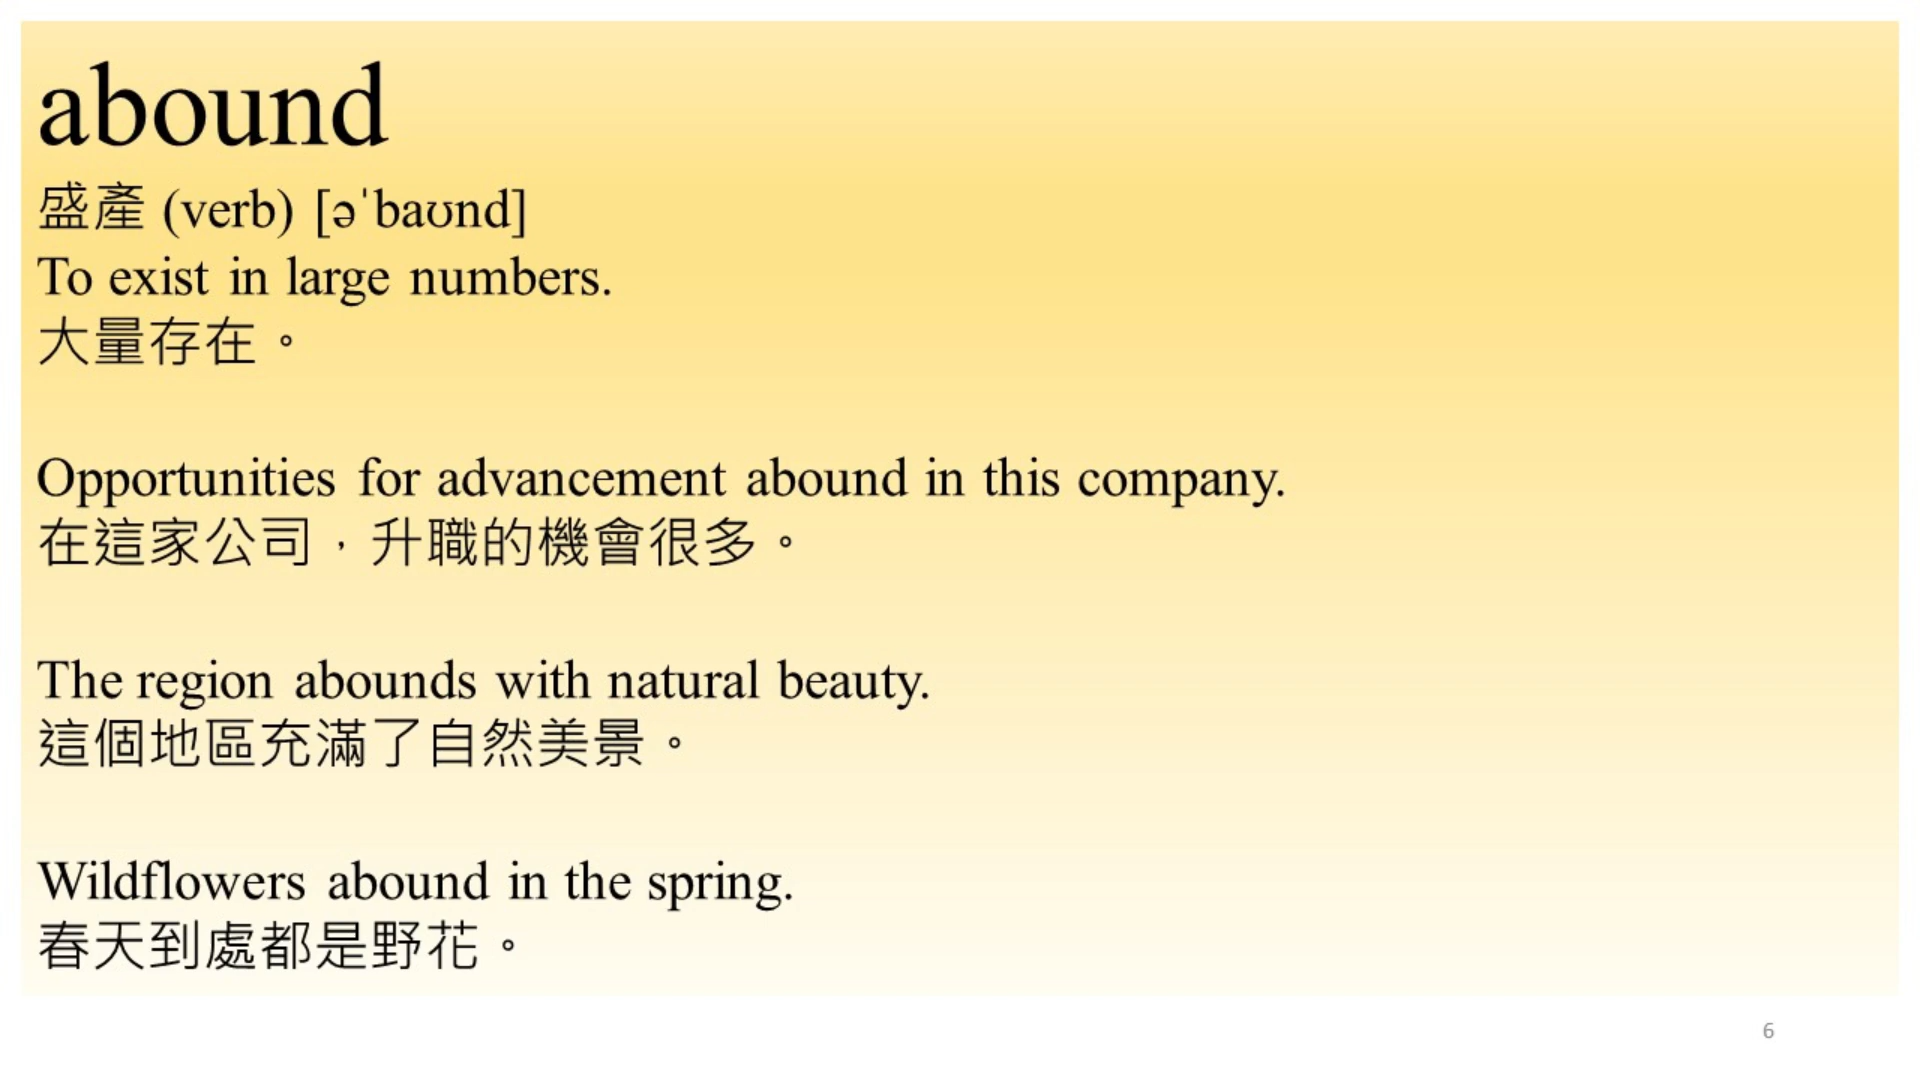 abound
盛產 (verb) [əˈbaʊnd]
To exist in large numbers.
大量存在。
Opportunities for advancement abound in this company.
在這家公司，升職的機會很多。
The region abounds with natural beauty.
這個地區充滿了自然美景。
Wildflowers abound in the spring.
春天到處都是野花。
6